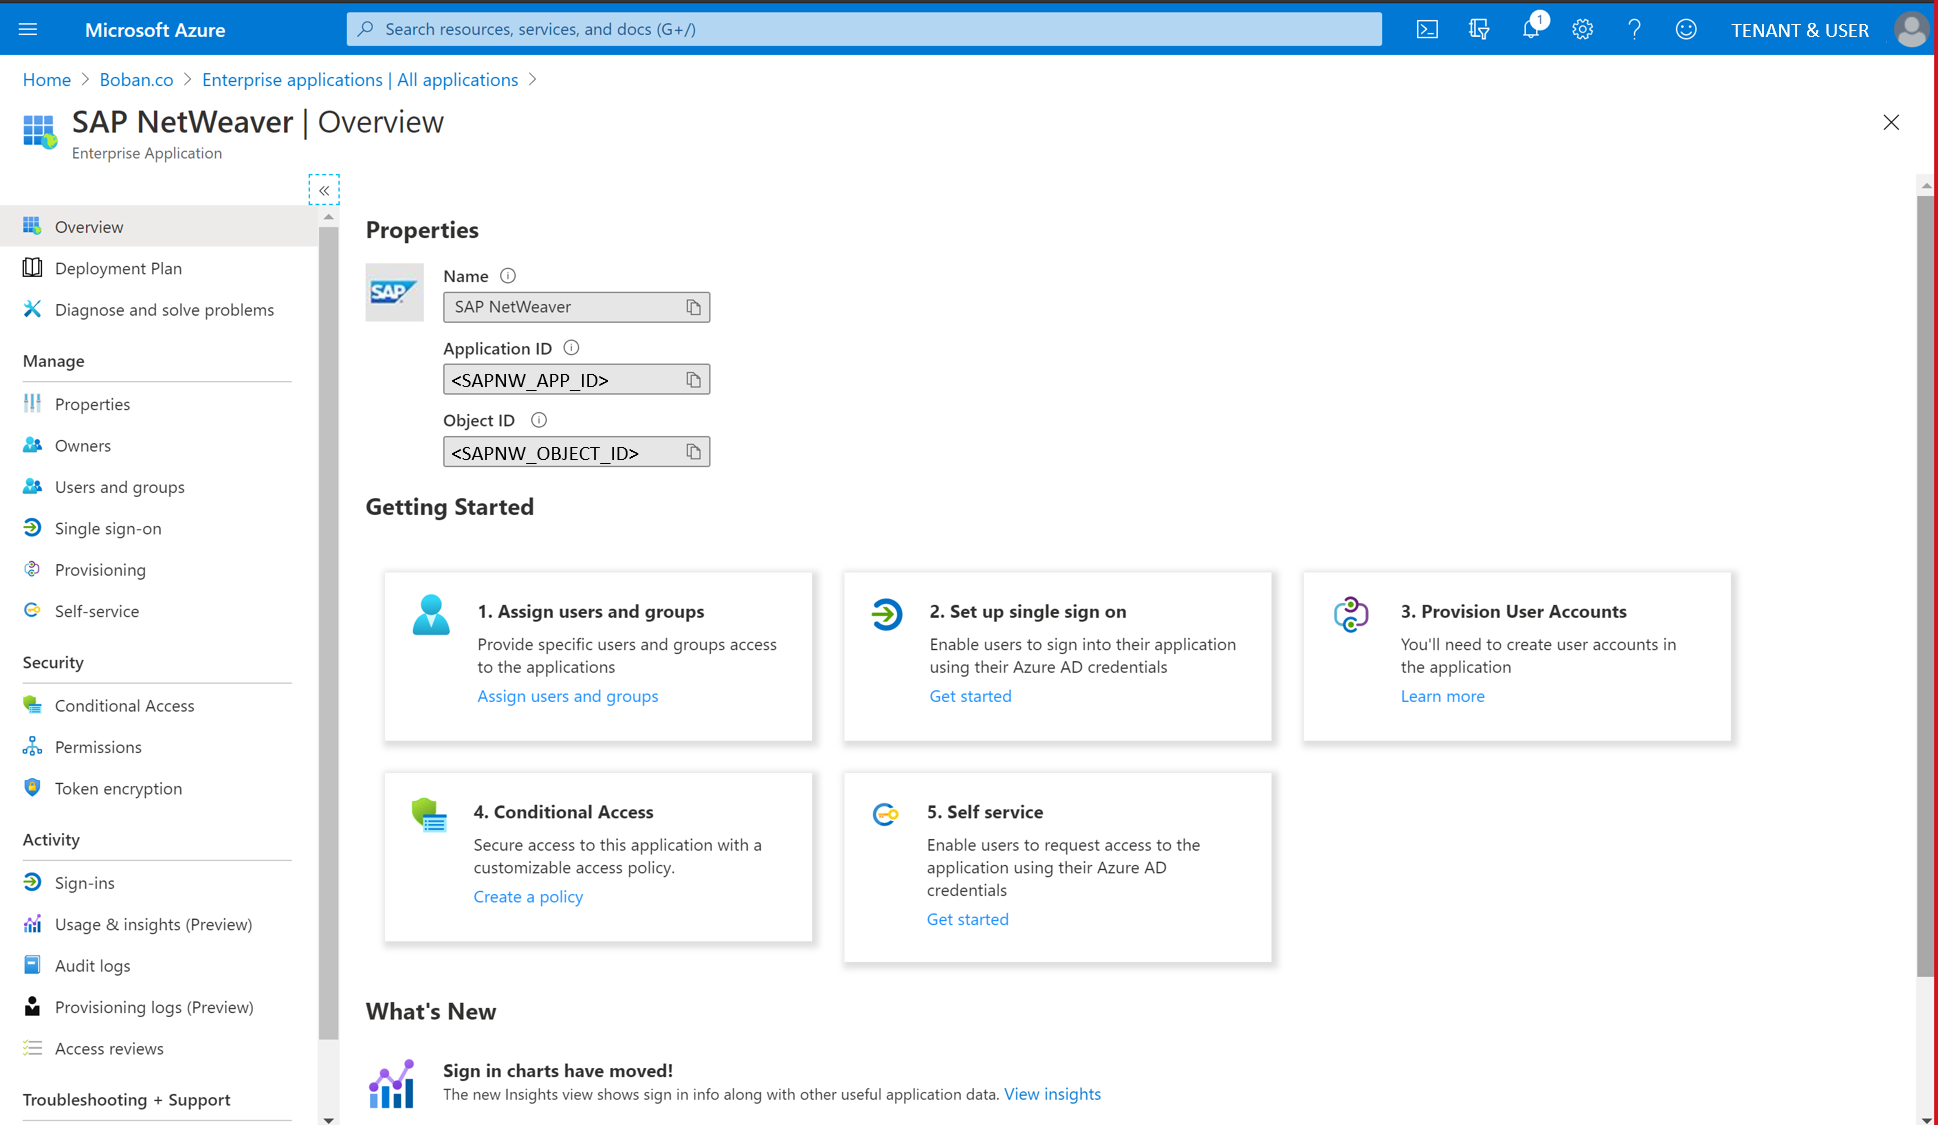 Microsoft Azure
Search resources, services, and docs (G+/)
1
TENANT & USER
Home > Boban.co > Enterprise applications | All applications >
SAP NetWeaver | Overview
Enterprise Application
«
Overview
Deployment Plan
Diagnose and solve problems
Manage
Properties
Owners
Users and groups
Single sign-on
Provisioning
Self-service
Security
Conditional Access
Permissions
Token encryption
Activity
Sign-ins
Usage & insights (Preview)
Audit logs
Provisioning logs (Preview)
Access reviews
Troubleshooting + Support
Properties
SAP
Name
SAP NetWeaver
Application ID
<SAPNW_APP_ID>
Object ID
<SAPNW_OBJECT_ID>
Getting Started
1. Assign users and groups
Provide specific users and groups access
to the applications
Assign users and groups
2. Set up single sign on
Enable users to sign into their application
using their Azure AD credentials
Get started
3. Provision User Accounts
You'll need to create user accounts in
the application
Learn more
4. Conditional Access
Secure access to this application with a
customizable access policy.
Create a policy
5. Self service
Enable users to request access to the
application using their Azure AD
credentials
Get started
What's New
Sign in charts have moved!
The new Insights view shows sign in info along with other useful application data. View insights